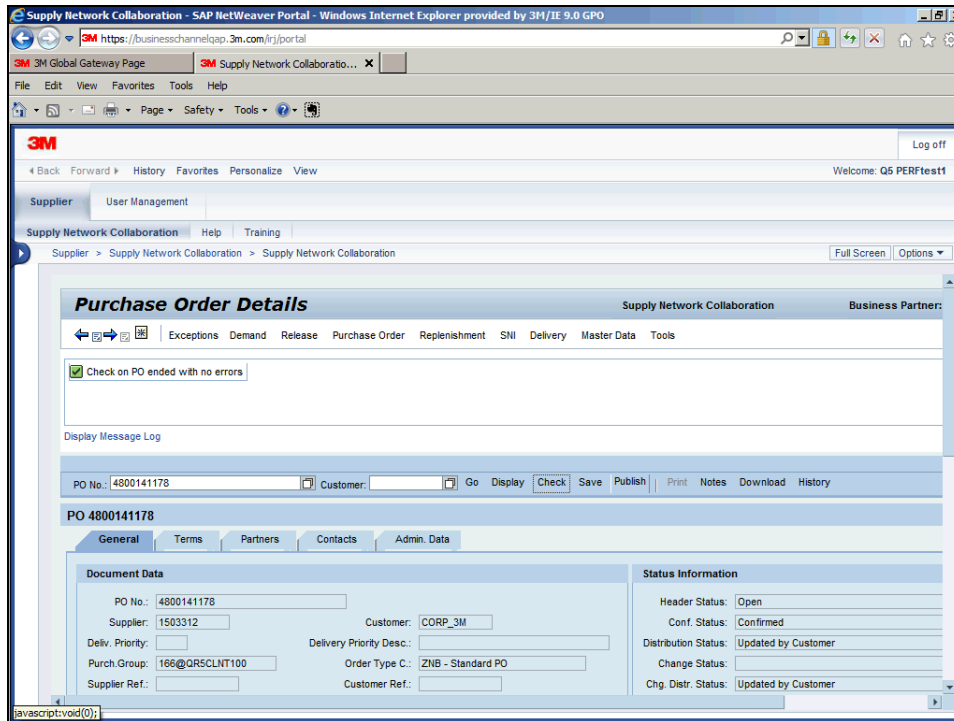 Supply Network Collaboration - SAP NetWeaver Portal - Windows Internet Explorer provided by 3M/IE 9.0 GPO
3M https://businesschannelqap.3m.com/irj/portal
3M 3M Global Gateway Page 3M Supply Network Collaboratio... X
File Edit View Favorites Tools Help
Page Safety Tools
3M Log off
Back Forward History Favorites Personalize View Welcome: Q5 PERFtest1
Supplier User Management
Supply Network Collaboration Help Training
Supplier > Supply Network Collaboration > Supply Network Collaboration Full Screen Options
Purchase Order Details Supply Network Collaboration Business Partner:
Exceptions Demand Release Purchase Order Replenishment SNI Delivery Master Data Tools
Check on PO ended with no errors
Display Message Log
PO No.: 4800141178 Customer: Go Display Check Save Publish Print Notes Download History
PO 4800141178
General Terms Partners Contacts Admin. Data
Document Data Status Information
PO No.: 4800141178 Header Status: Open
Supplier: 1503312 Customer: CORP_3M Conf. Status: Confirmed
Deliv. Priority: Delivery Priority Desc.: Distribution Status: Updated by Customer
Purch.Group: 166@QR5CLNT100 Order Type C.: ZNB - Standard PO Change Status:
Supplier Ref.: Customer Ref.: Chg. Distr. Status: Updated by Customer
javascript:void(0);